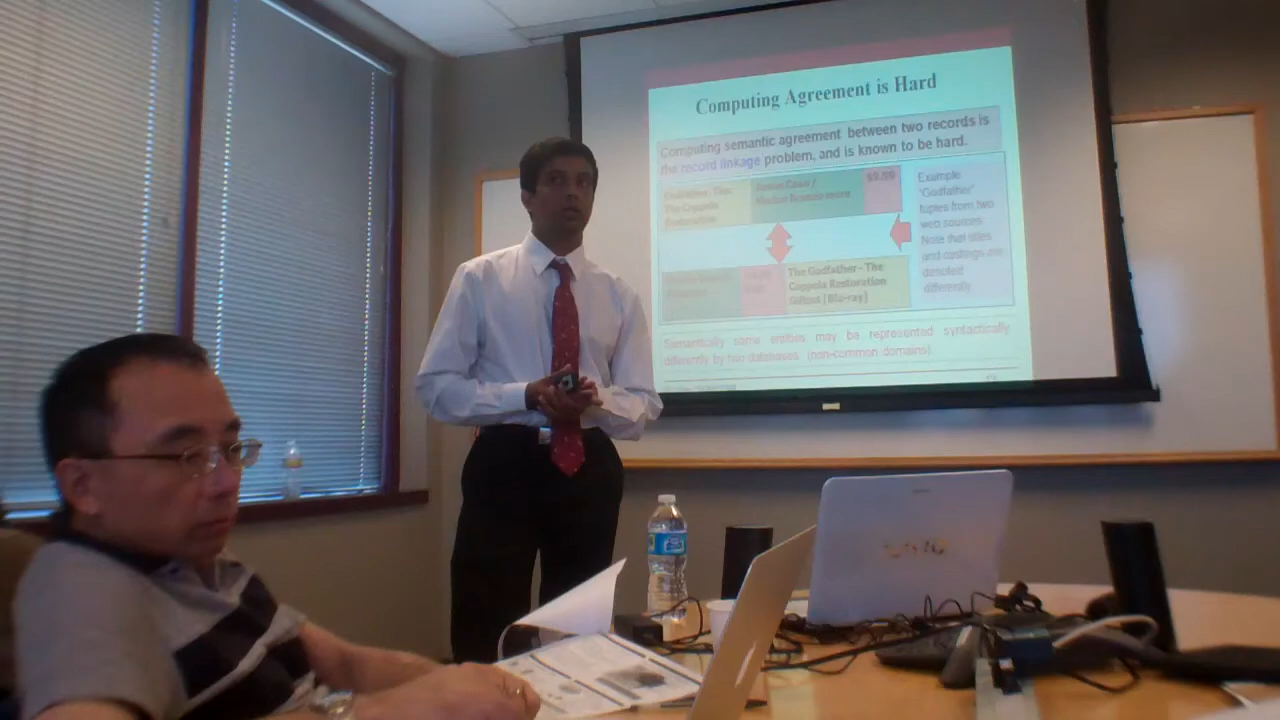 Computing Agreement is Hard
Computing semantic agreement between two records is
the record linkage problem, and is known to be hard.
Example
'Godfather'
tuples from two
web sources.
Note that titles
and castings are
denoted
differently.
The Godfather - The
Coppola Restoration
Giftset [Blu-ray]
Semantically same entities may be represented syntactically
differently by two databases. (non-common domains)
VAIO